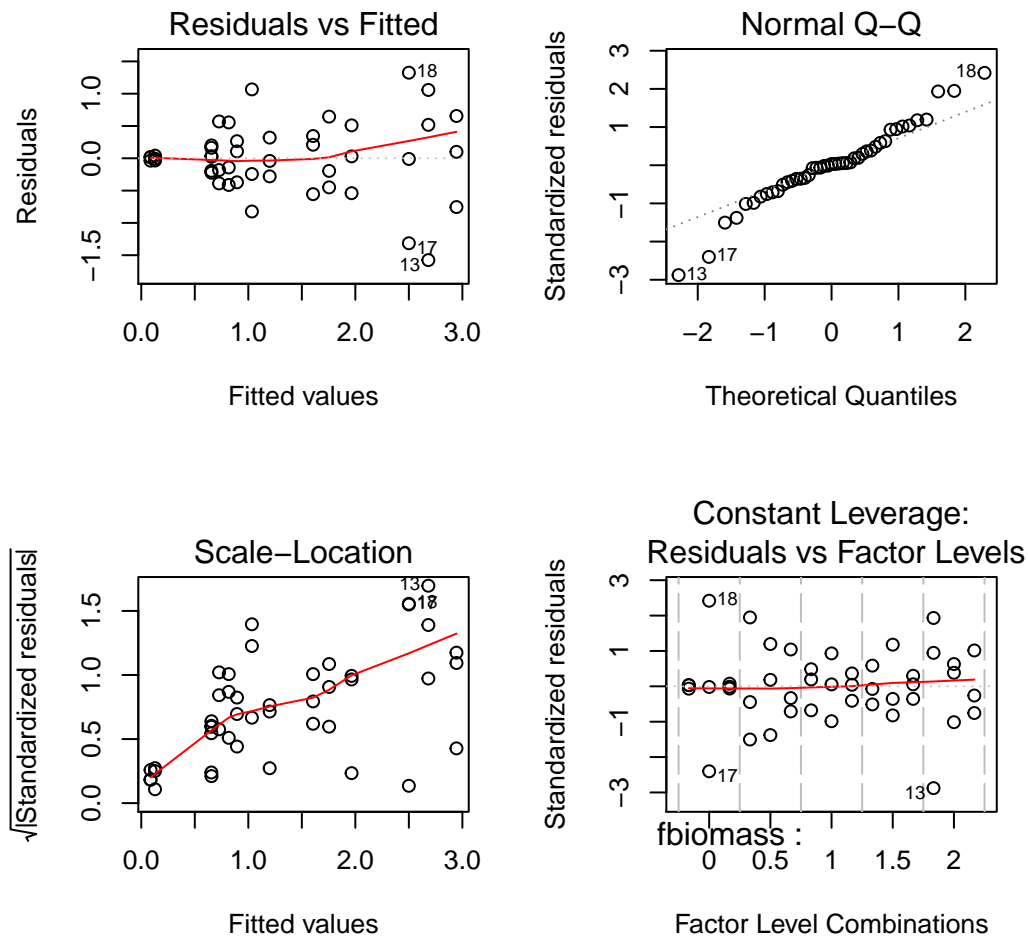 Residuals vs Fitted
Residuals
1.0
0.0
−1.5
18
17
13
0.0 1.0 2.0 3.0
Fitted values
Normal Q−Q
Standardized residuals
3
2
1
−1
−3
18
17
13
−2 −1 0 1 2
Theoretical Quantiles
Scale−Location
√|Standardized residuals|
1.5
1.0
0.5
0.0
13
0.0 1.0 2.0 3.0
Fitted values
Constant Leverage:
Residuals vs Factor Levels
Standardized residuals
3
1
−1
−3
18
17
13
fbiomass :
0 0.5 1 1.5 2
Factor Level Combinations